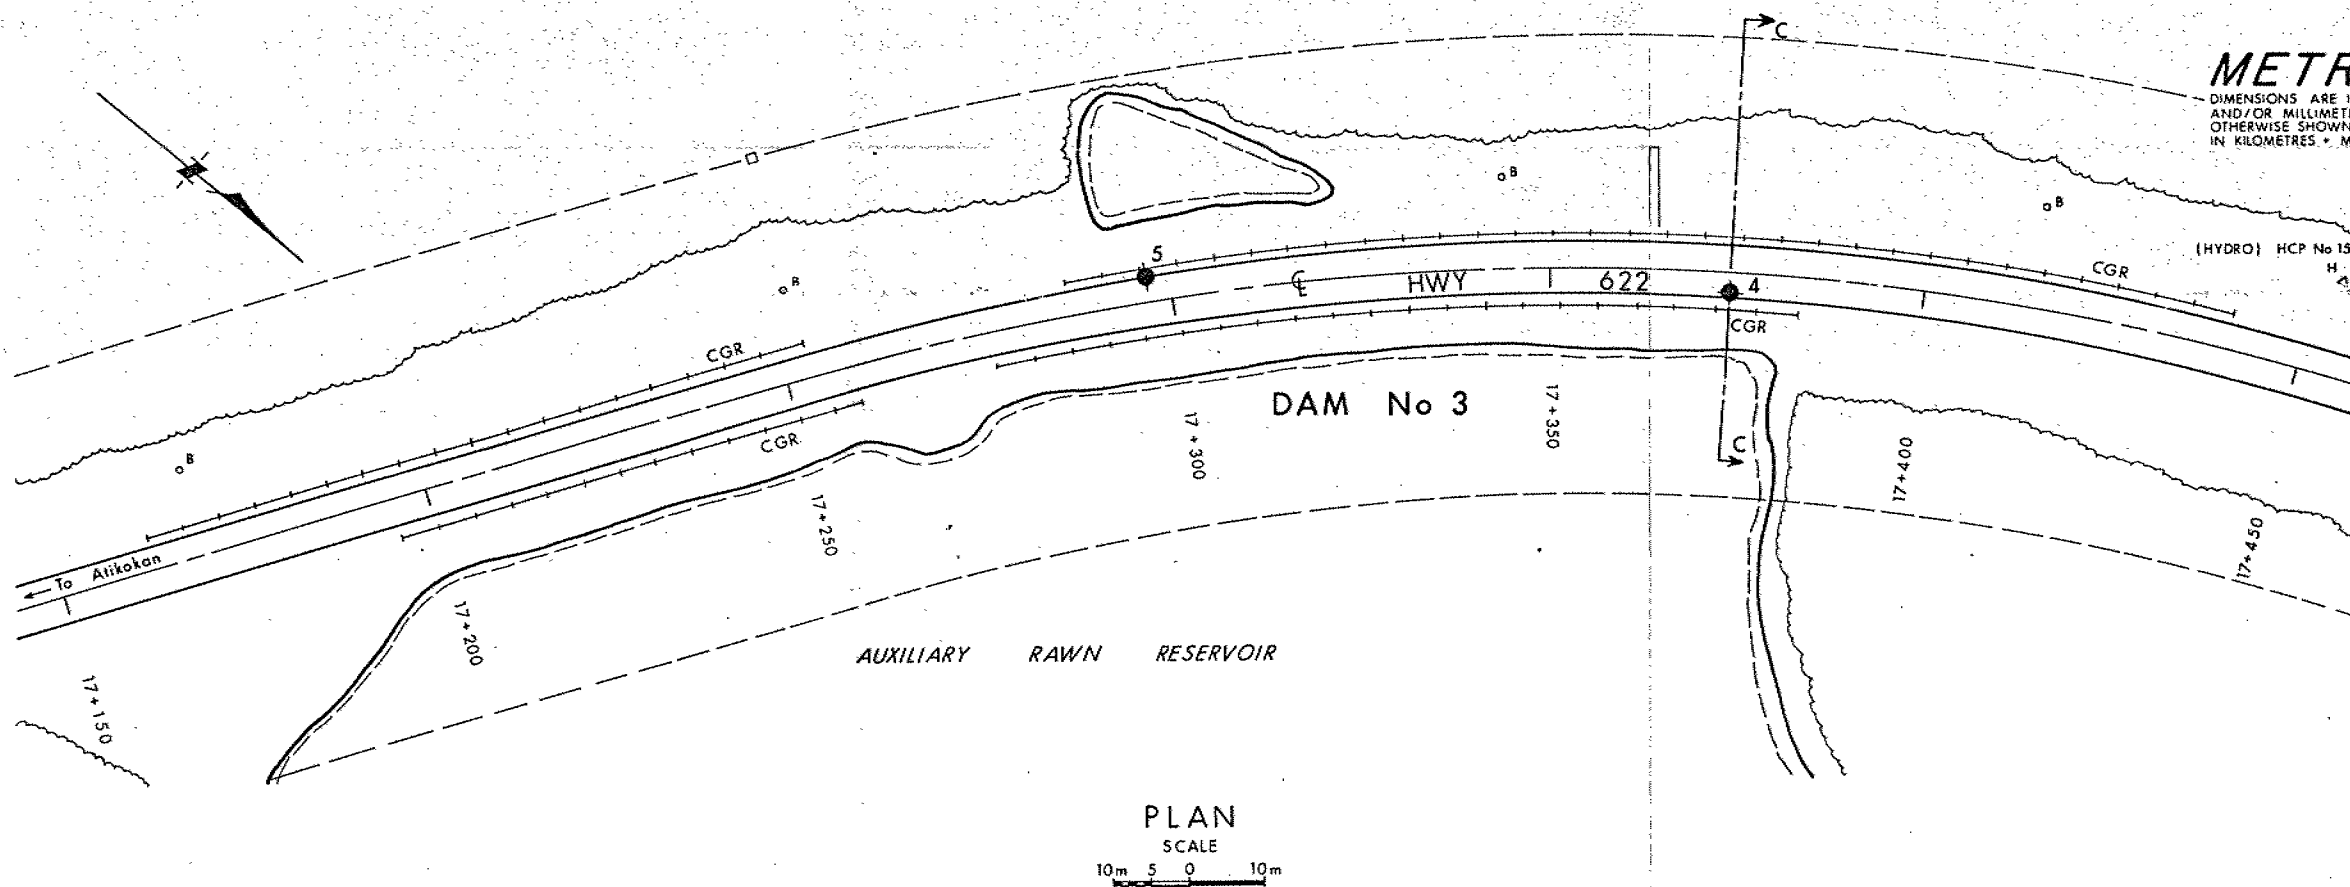 C
METR
DIMENSIONS ARE I
AND/OR MILLIMET
OTHERWISE SHOWN
IN KILOMETRES + M
B
B
B
B
(HYDRO) HCP No 15
H
5
℄ HWY 622
4
CGR
CGR
CGR
CGR
DAM No 3
C
17+150
17+200
17+250
17+300
17+350
17+400
17+450
← To Atikokan
AUXILIARY RAWN RESERVOIR
PLAN
SCALE
10m 5 0 10m